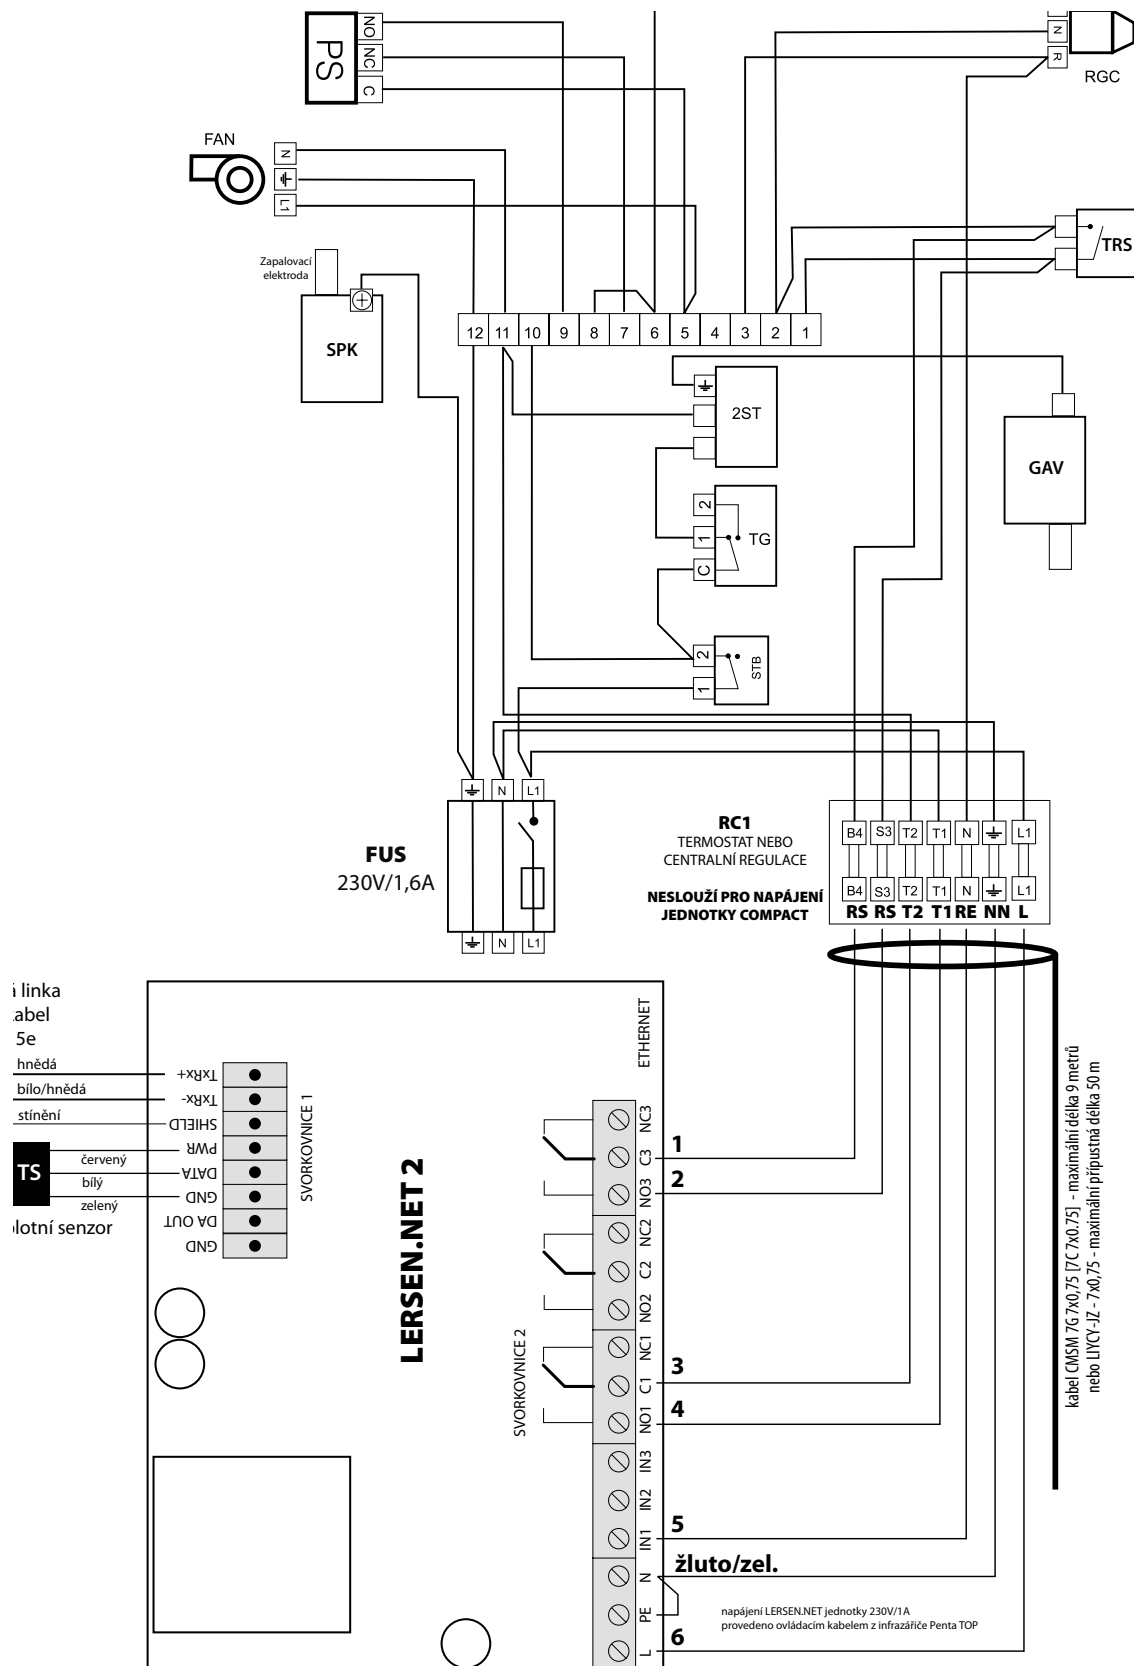 PS
NO
NC
C
N
R
RGC
FAN
N
L1
TRS
Zapalovací
elektroda
SPK
12 11 10 9 8 7 6 5 4 3 2 1
2ST
GAV
2
1
C
TG
2
1
STB
N L1
FUS
230V/1,6A
N L1
RC1
TERMOSTAT NEBO
CENTRALNÍ REGULACE
NESLOUŽÍ PRO NAPÁJENÍ
JEDNOTKY COMPACT
B4 S3 T2 T1 N L1
B4 S3 T2 T1 N L1
RS RS T2 T1 RE NN L
kabel CMSM 7G 7x0,75 [7C 7x0.75] - maximální délka 9 metrů
nebo LIYCY-JZ - 7x0,75 - maximální přípustná délka 50 m
á linka
kabel
5e
hnědá
bílo/hnědá
stínění
TS
červený
bílý
zelený
plotní senzor
TxRx+
TxRx-
SHIELD
PWR
DATA
GND
DA OUT
GND
SVORKOVNICE 1
LERSEN.NET 2
SVORKOVNICE 2
ETHERNET
NC3
C3
NO3
NC2
C2
NO2
NC1
C1
NO1
IN3
IN2
IN1
N
PE
L
1
2
3
4
5
žluto/zel.
6
napájení LERSEN.NET jednotky 230V/1A
provedeno ovládacím kabelem z infrazářiče Penta TOP